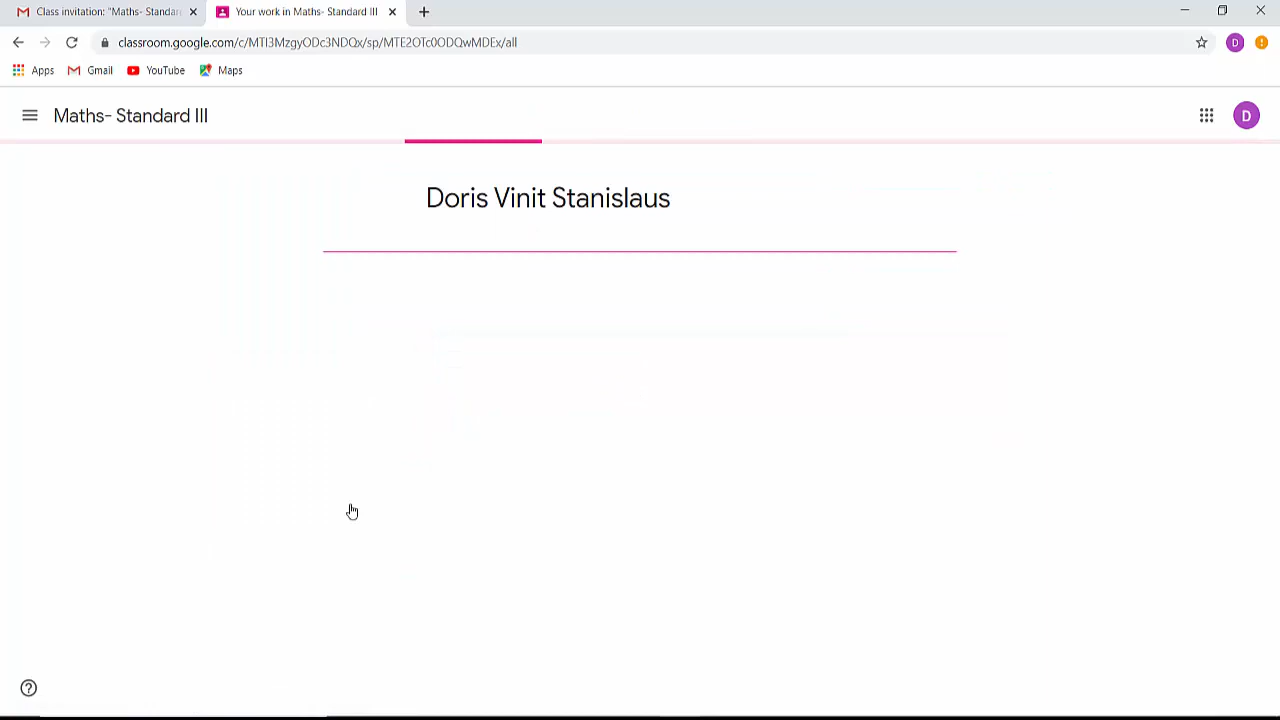 Class invitation: "Maths- Standar
Your work in Maths- Standard III
classroom.google.com/c/MTI3MzgyODc3NDQx/sp/MTE2OTc0ODQwMDEx/all
D
Apps
Gmail
YouTube
Maps
Maths- Standard III
D
Doris Vinit Stanislaus